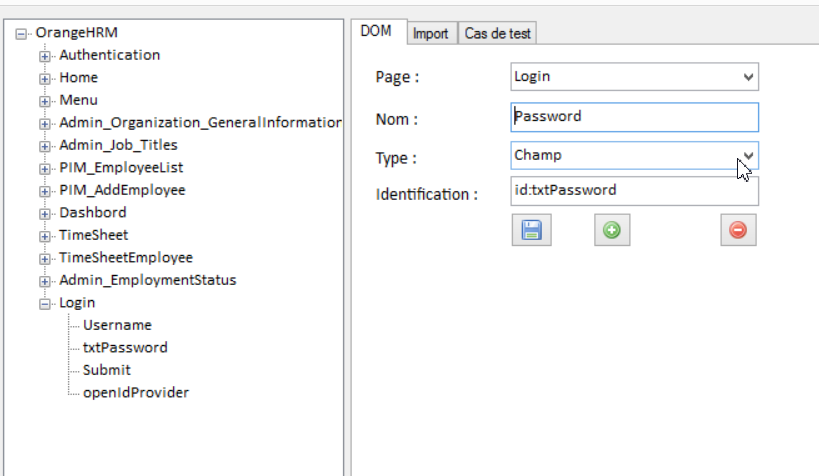 OrangeHRM
Authentication
Home
Menu
Admin_Organization_GeneralInformation
Admin_Job_Titles
PIM_EmployeeList
PIM_AddEmployee
Dashbord
TimeSheet
TimeSheetEmployee
Admin_EmploymentStatus
Login
Username
txtPassword
Submit
openIdProvider
DOM Import Cas de test
Page : Login
Nom : Password
Type : Champ
Identification : id:txtPassword